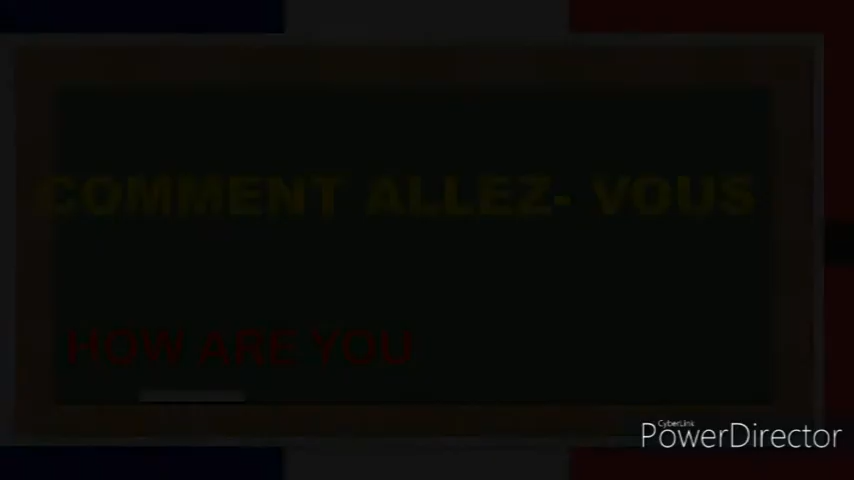 COMMENT ALLEZ- VOUS
HOW ARE YOU
CyberLink
PowerDirector